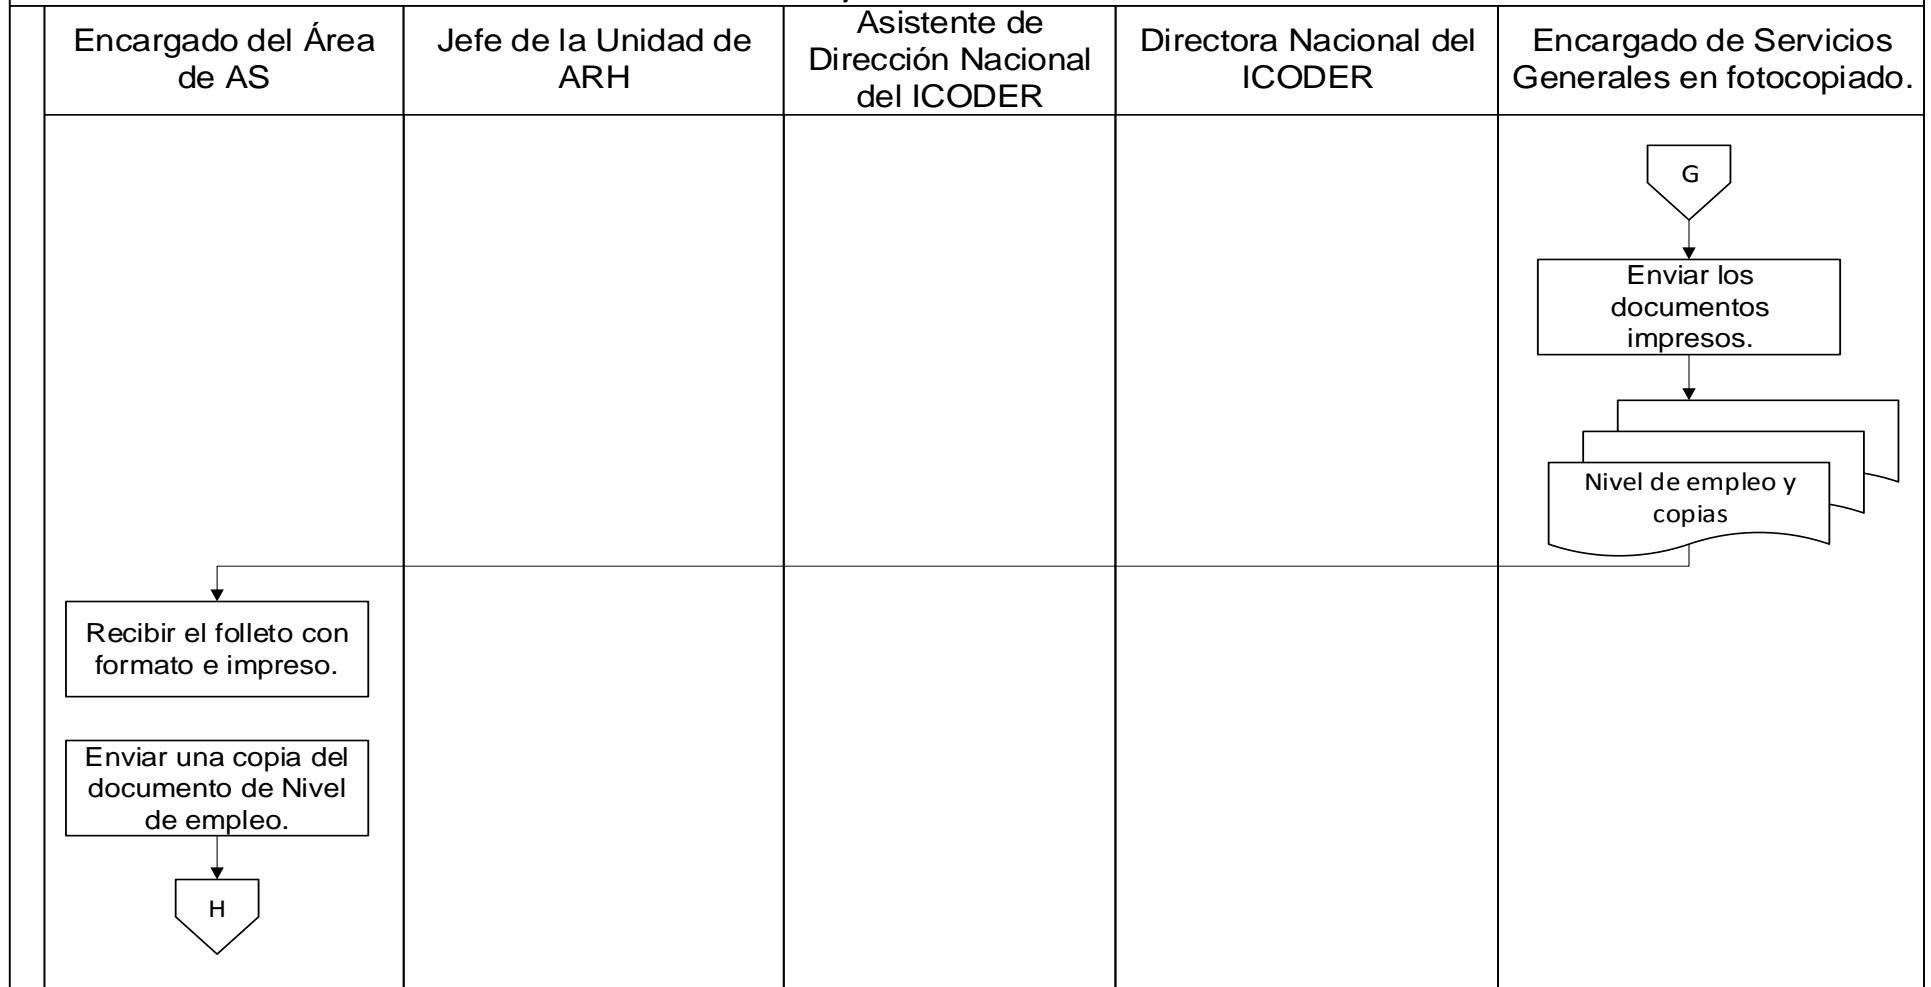 Encargado del Área
de AS
Jefe de la Unidad de
ARH
Asistente de
Dirección Nacional
del ICODER
Directora Nacional del
ICODER
Encargado de Servicios
Generales en fotocopiado.
G
Enviar los
documentos
impresos.
Nivel de empleo y
copias
Recibir el folleto con
formato e impreso.
Enviar una copia del
documento de Nivel
de empleo.
H